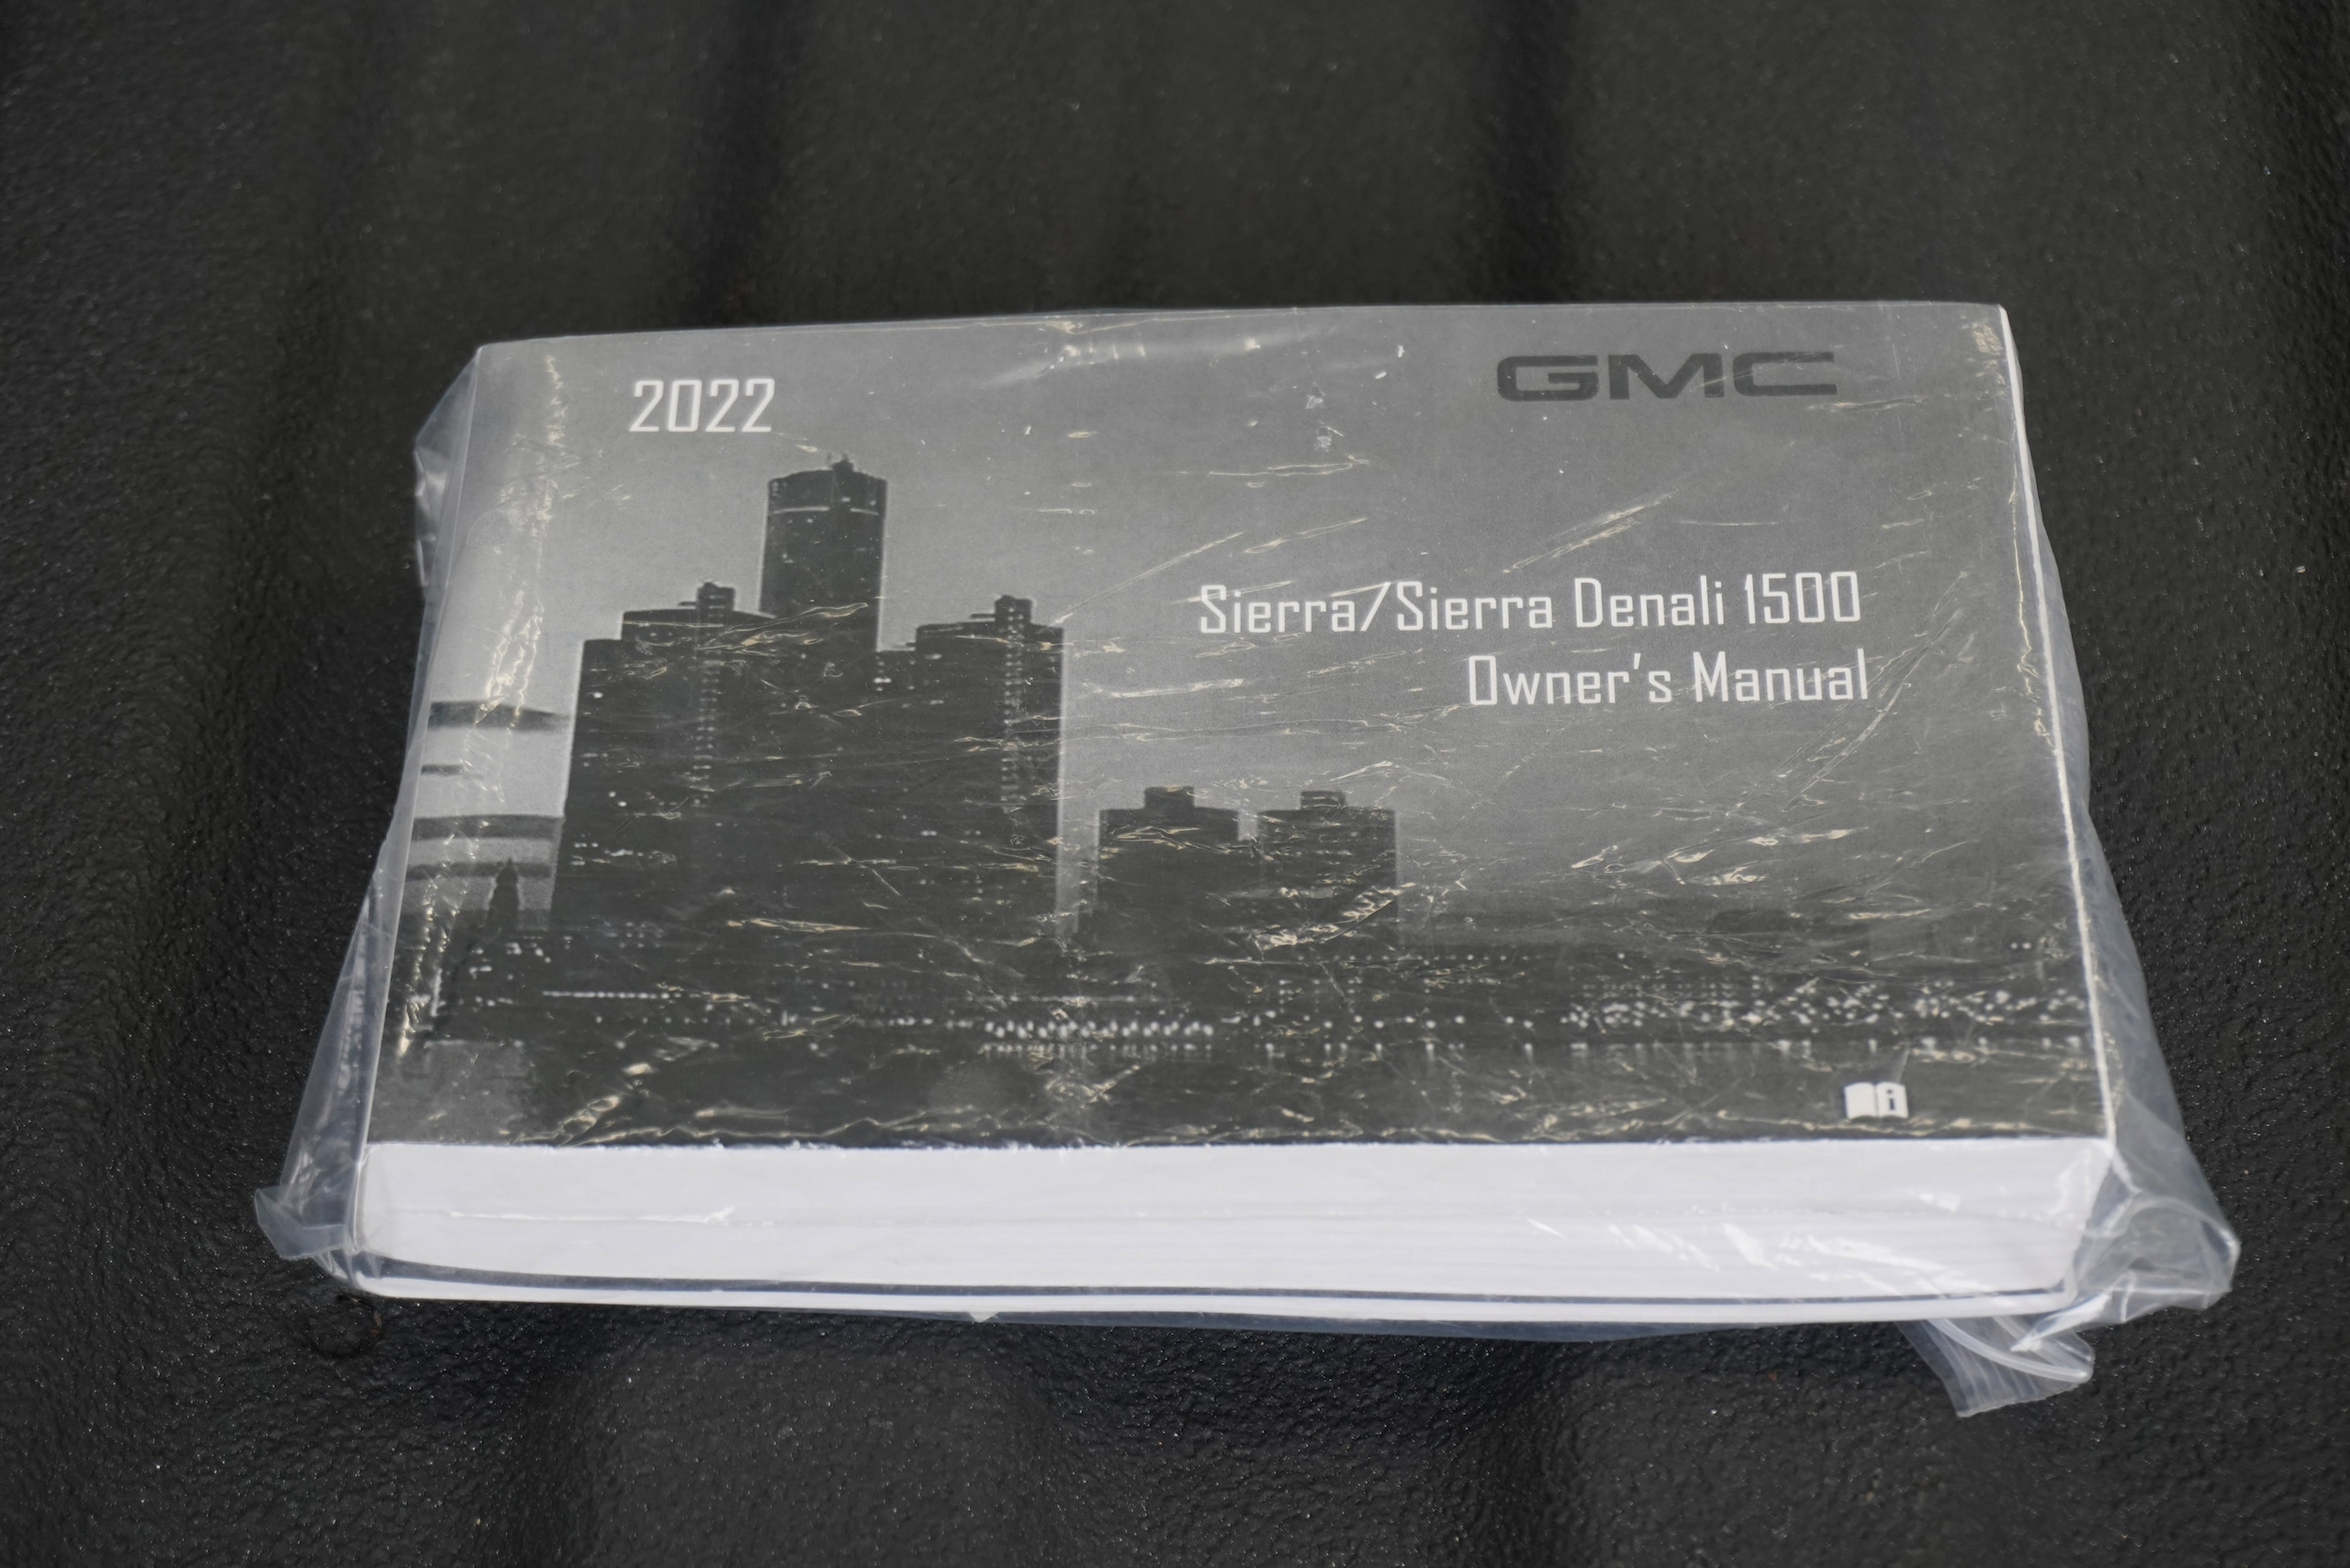 2022
GMC
Sierra/Sierra Denali 1500
Owner's Manual